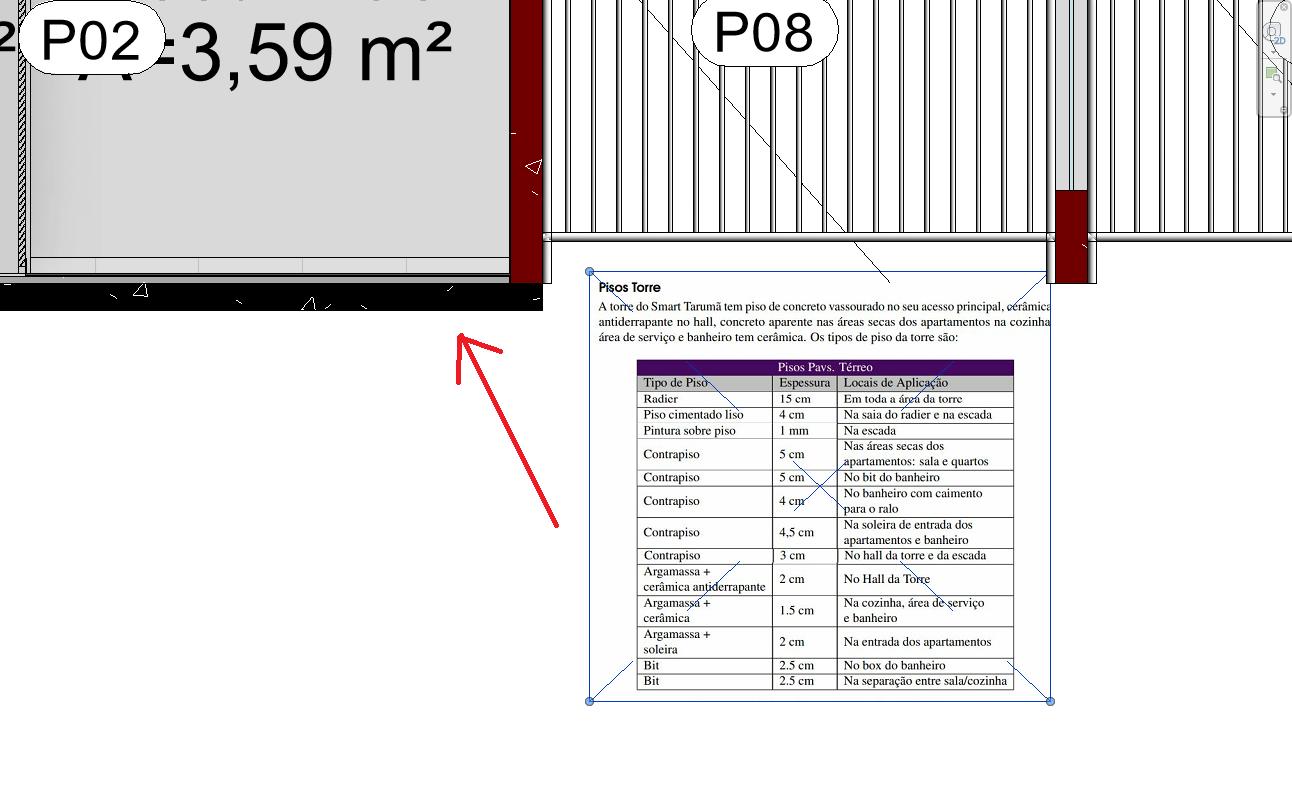 P02
=3,59 m²
P08
2D
Pisos Torre
A torre do Smart Tarumã tem piso de concreto vassourado no seu acesso principal, cerâmica
antiderrapante no hall, concreto aparente nas áreas secas dos apartamentos na cozinha
área de serviço e banheiro tem cerâmica. Os tipos de piso da torre são:
Pisos Pavs. Térreo
Tipo de Piso Espessura Locais de Aplicação
Radier 15 cm Em toda a área da torre
Piso cimentado liso 4 cm Na saia do radier e na escada
Pintura sobre piso 1 mm Na escada
Contrapiso 5 cm Nas áreas secas dos
apartamentos: sala e quartos
Contrapiso 5 cm No bit do banheiro
Contrapiso 4 cm No banheiro com caimento
para o ralo
Contrapiso 4,5 cm Na soleira de entrada dos
apartamentos e banheiro
Contrapiso 3 cm No hall da torre e da escada
Argamassa +
cerâmica antiderrapante 2 cm No Hall da Torre
Argamassa +
cerâmica 1.5 cm Na cozinha, área de serviço
e banheiro
Argamassa +
soleira 2 cm Na entrada dos apartamentos
Bit 2.5 cm No box do banheiro
Bit 2.5 cm Na separação entre sala/cozinha